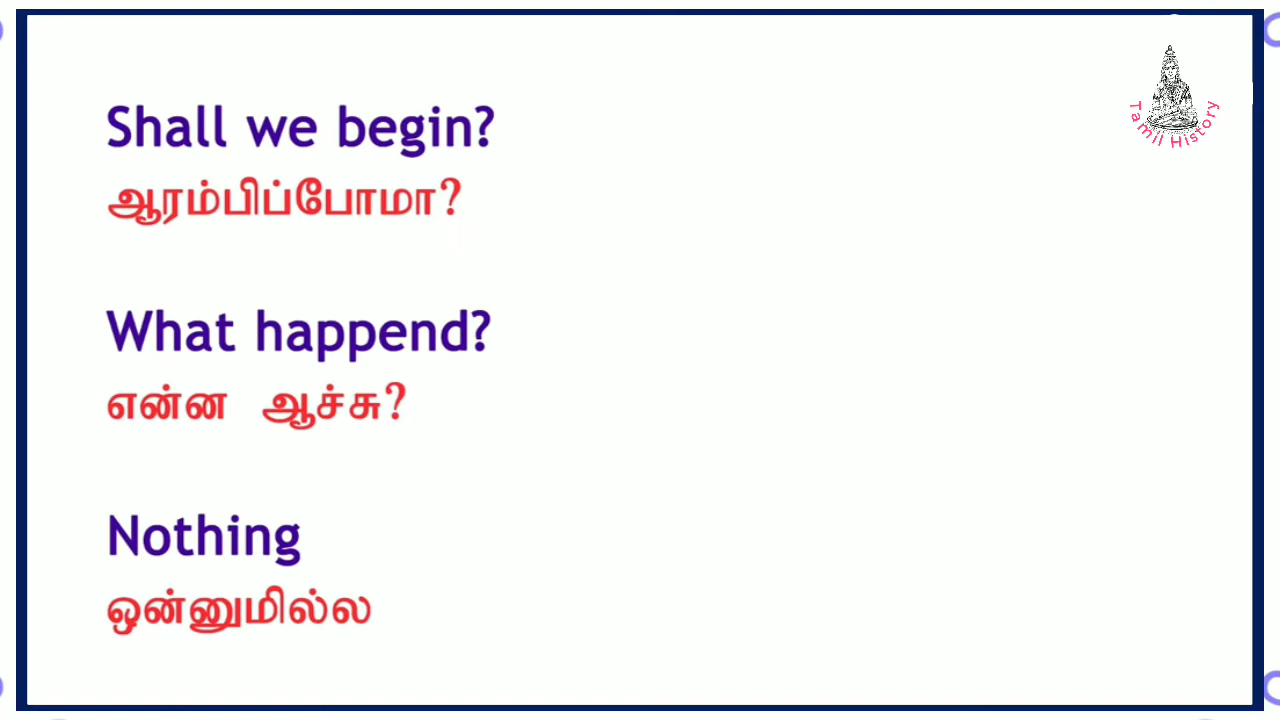 Tamil History
Shall we begin?
ஆரம்பிப்போமா?
What happend?
என்ன ஆச்சு?
Nothing
ஒன்னுமில்ல